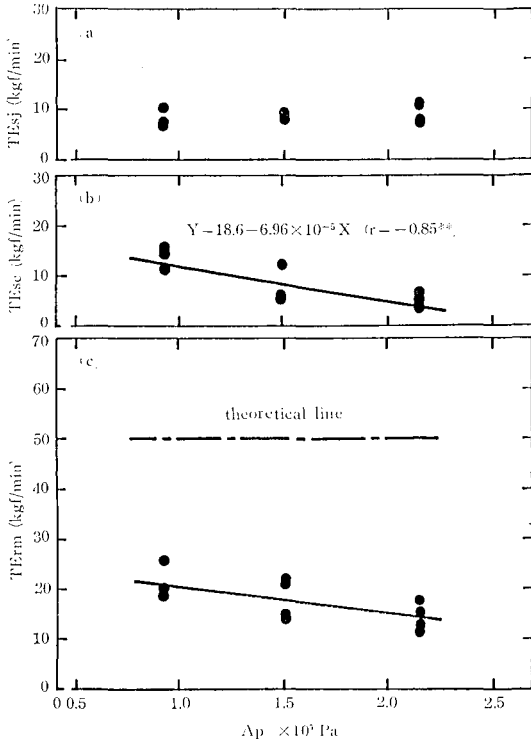 (a
30
20
10
0
TEsj (kgf/min)
(b)
30
20
10
0
TEsc (kgf/min)
Y-18.6-6.96×10⁻⁵X (r--0.85**
(c,
70
60
50
40
30
20
10
0
TErm (kgf/min)
theoretical line
0 0.5 1.0 1.5 2.0 2.5
Ap ×10⁵ Pa